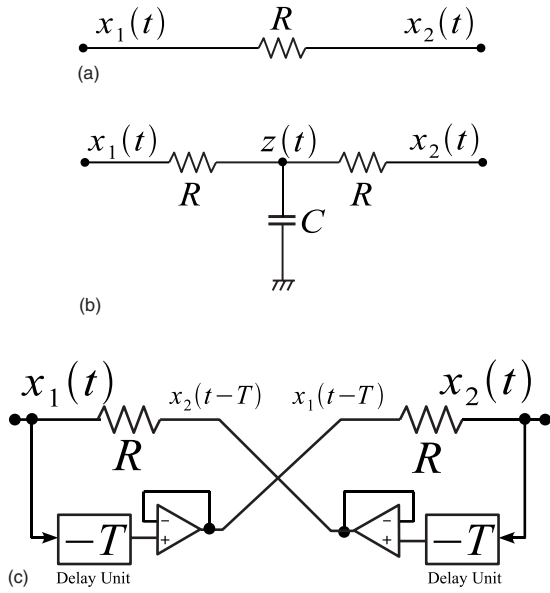 x₁(t) R x₂(t)
(a)
x₁(t) z(t) x₂(t)
R R
C
(b)
x₁(t) x₂(t−T) x₁(t−T) x₂(t)
R R
− −
−T + + −T
(c) Delay Unit Delay Unit